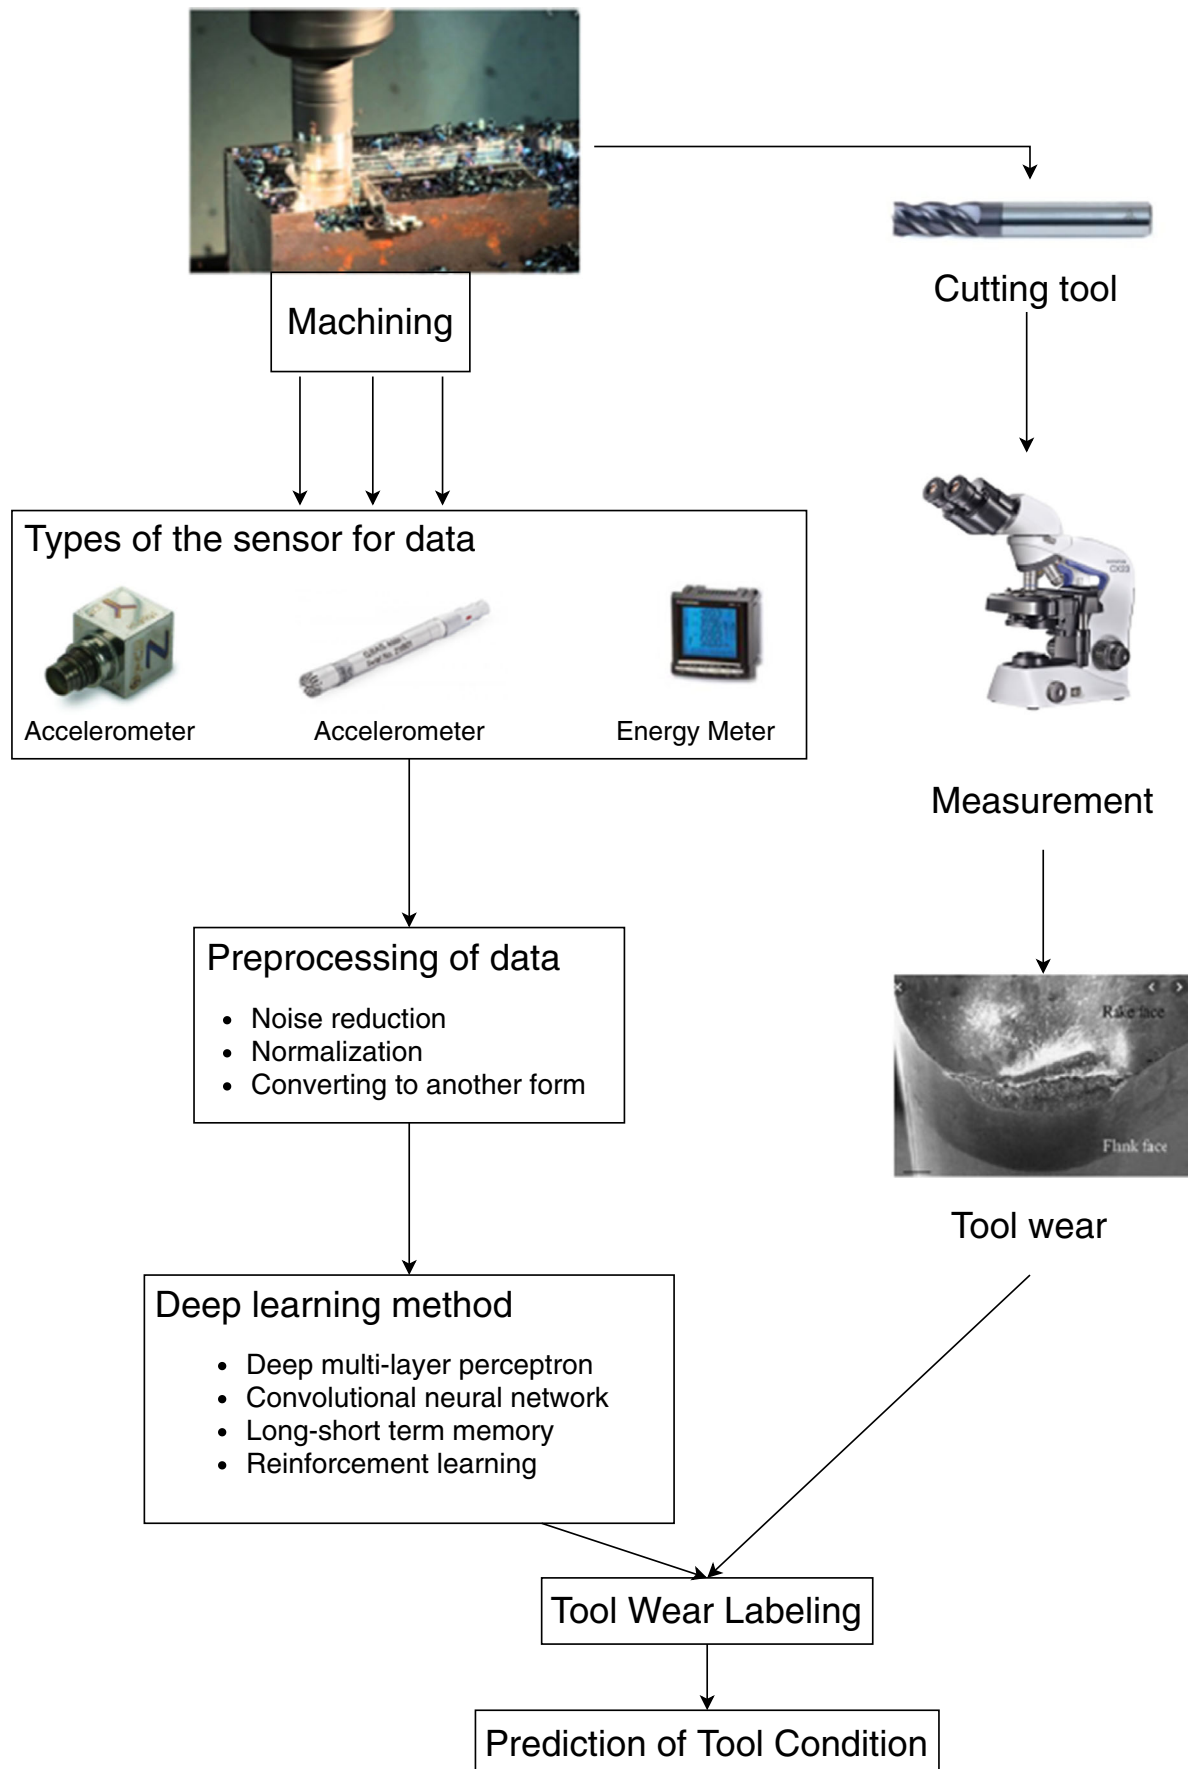 Machining
Cutting tool
Types of the sensor for data
Accelerometer
Accelerometer
Energy Meter
Measurement
Preprocessing of data
• Noise reduction
• Normalization
• Converting to another form
Rake face
Flank face
Tool wear
Deep learning method
• Deep multi-layer perceptron
• Convolutional neural network
• Long-short term memory
• Reinforcement learning
Tool Wear Labeling
Prediction of Tool Condition